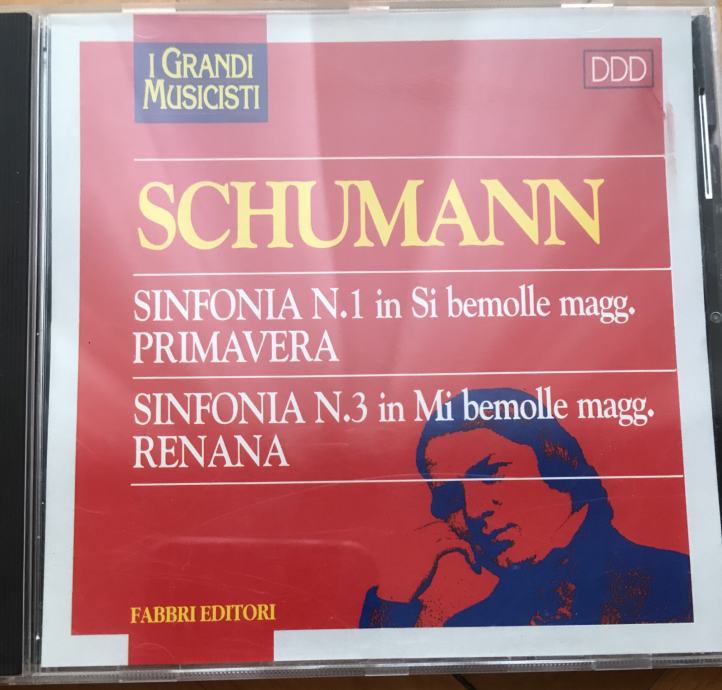 I GRANDI
MUSICISTI
DDD
SCHUMANN
SINFONIA N.1 in Si bemolle magg.
PRIMAVERA
SINFONIA N.3 in Mi bemolle magg.
RENANA
FABBRI EDITORI